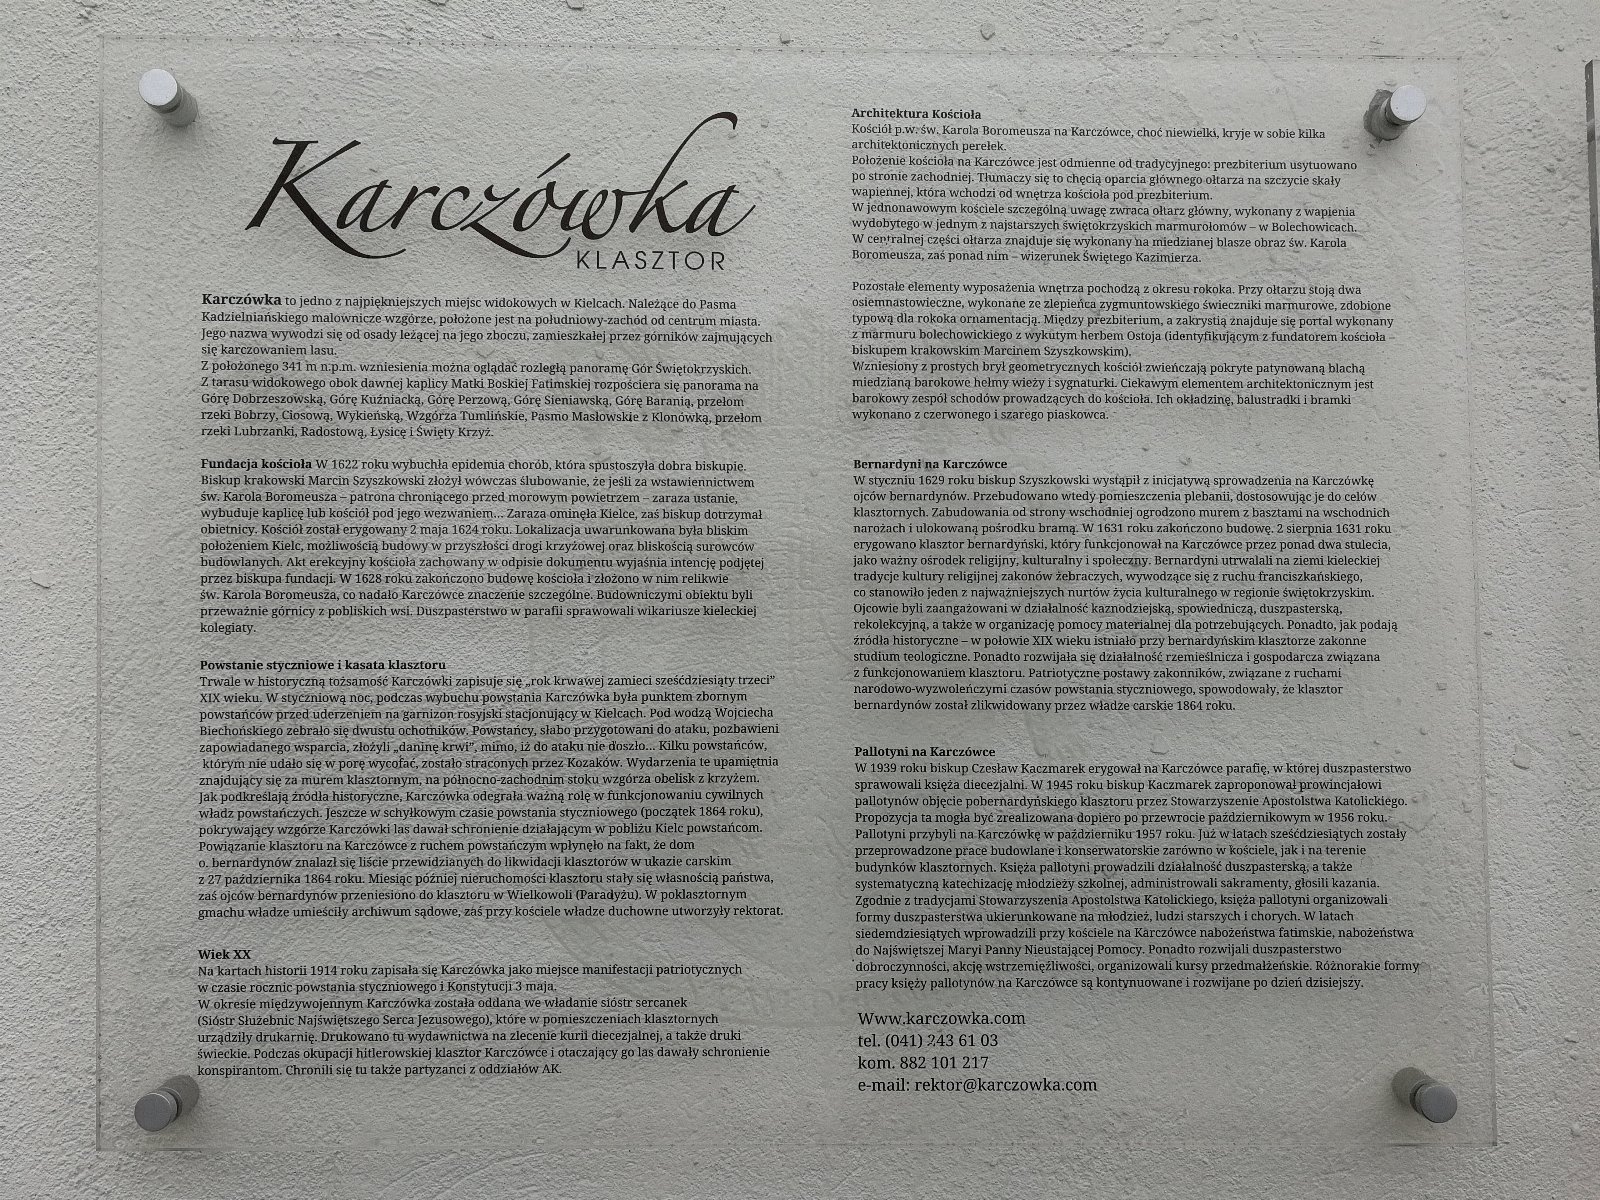 Karczówka
KLASZTOR
Karczówka to jedno z najpiękniejszych miejsc widokowych w Kielcach. Należące do Pasma
Kadzielniańskiego malownicze wzgórze, położone jest na południowy-zachód od centrum miasta.
Jego nazwa wywodzi się od osady leżącej na jego zboczu, zamieszkałej przez górników zajmujących
się karczowaniem lasu.
Z położonego 341 m n.p.m. wzniesienia można oglądać rozległą panoramę Gór Świętokrzyskich.
Z tarasu widokowego obok dawnej kaplicy Matki Boskiej Fatimskiej rozpościera się panorama na
Górę Dobrzeszowską, Górę Kuźniacką, Górę Perzową, Górę Sieniawską, Górę Baranią, przełom
rzeki Bobrzy, Ciosową, Wykieńską, Wzgórza Tumlińskie, Pasmo Masłowskie z Klonówką, przełom
rzeki Lubrzanki, Radostową, Łysicę i Święty Krzyż.
Fundacja kościoła W 1622 roku wybuchła epidemia chorób, która spustoszyła dobra biskupie.
Biskup krakowski Marcin Szyszkowski złożył wówczas ślubowanie, że jeśli za wstawiennictwem
św. Karola Boromeusza – patrona chroniącego przed morowym powietrzem – zaraza ustanie,
wybuduje kaplicę lub kościół pod jego wezwaniem... Zaraza ominęła Kielce, zaś biskup dotrzymał
obietnicy. Kościół został erygowany 2 maja 1624 roku. Lokalizacja uwarunkowana była bliskim
położeniem Kielc, możliwością budowy w przyszłości drogi krzyżowej oraz bliskością surowców
budowlanych. Akt erekcyjny kościoła zachowany w odpisie dokumentu wyjaśnia intencję podjętej
przez biskupa fundacji. W 1628 roku zakończono budowę kościoła i złożono w nim relikwie
św. Karola Boromeusza, co nadało Karczówce znaczenie szczególne. Budowniczymi obiektu byli
przeważnie górnicy z pobliskich wsi. Duszpasterstwo w parafii sprawowali wikariusze kieleckiej
kolegiaty.
Powstanie styczniowe i kasata klasztoru
Trwale w historyczną tożsamość Karczówki zapisuje się „rok krwawej zamieci sześćdziesiąty trzeci”
XIX wieku. W styczniową noc, podczas wybuchu powstania Karczówka była punktem zbornym
powstańców przed uderzeniem na garnizon rosyjski stacjonujący w Kielcach. Pod wodzą Wojciecha
Biechońskiego zebrało się dwustu ochotników. Powstańcy, słabo przygotowani do ataku, pozbawieni
zapowiadanego wsparcia, złożyli „daninę krwi”, mimo, iż do ataku nie doszło... Kilku powstańców,
którym nie udało się w porę wycofać, zostało straconych przez Kozaków. Wydarzenia te upamiętnia
znajdujący się za murem klasztornym, na północno-zachodnim stoku wzgórza obelisk z krzyżem.
Jak podkreślają źródła historyczne, Karczówka odegrała ważną rolę w funkcjonowaniu cywilnych
władz powstańczych. Jeszcze w schyłkowym czasie powstania styczniowego (początek 1864 roku),
pokrywający wzgórze Karczówki las dawał schronienie działającym w pobliżu Kielc powstańcom.
Powiązanie klasztoru na Karczówce z ruchem powstańczym wpłynęło na fakt, że dom
o. bernardynów znalazł się liście przewidzianych do likwidacji klasztorów w ukazie carskim
z 27 października 1864 roku. Miesiąc później nieruchomości klasztoru stały się własnością państwa,
zaś ojców bernardynów przeniesiono do klasztoru w Wielkowoli (Paradyżu). W poklasztornym
gmachu władze umieściły archiwum sądowe, zaś przy kościele władze duchowne utworzyły rektorat.
Wiek XX
Na kartach historii 1914 roku zapisała się Karczówka jako miejsce manifestacji patriotycznych
w czasie rocznic powstania styczniowego i Konstytucji 3 maja.
W okresie międzywojennym Karczówka została oddana we władanie sióstr sercanek
(Sióstr Służebnic Najświętszego Serca Jezusowego), które w pomieszczeniach klasztornych
urządziły drukarnię. Drukowano tu wydawnictwa na zlecenie kurii diecezjalnej, a także druki
świeckie. Podczas okupacji hitlerowskiej klasztor Karczówce i otaczający go las dawały schronienie
konspirantom. Chronili się tu także partyzanci z oddziałów AK.
Architektura Kościoła
Kościół p.w. św. Karola Boromeusza na Karczówce, choć niewielki, kryje w sobie kilka
architektonicznych perełek.
Położenie kościoła na Karczówce jest odmienne od tradycyjnego: prezbiterium usytuowano
po stronie zachodniej. Tłumaczy się to chęcią oparcia głównego ołtarza na szczycie skały
wapiennej, która wchodzi od wnętrza kościoła pod prezbiterium.
W jednonawowym kościele szczególną uwagę zwraca ołtarz główny, wykonany z wapienia
wydobytego w jednym z najstarszych świętokrzyskich marmurołomów – w Bolechowicach.
W centralnej części ołtarza znajduje się wykonany na miedzianej blasze obraz św. Karola
Boromeusza, zaś ponad nim – wizerunek Świętego Kazimierza.
Pozostałe elementy wyposażenia wnętrza pochodzą z okresu rokoka. Przy ołtarzu stoją dwa
osiemnastowieczne, wykonane ze zlepieńca zygmuntowskiego świeczniki marmurowe, zdobione
typową dla rokoka ornamentacją. Między prezbiterium, a zakrystią znajduje się portal wykonany
z marmuru bolechowickiego z wykutym herbem Ostoja (identyfikującym z fundatorem kościoła –
biskupem krakowskim Marcinem Szyszkowskim).
Wzniesiony z prostych brył geometrycznych kościół zwieńczają pokryte patynowaną blachą
miedzianą barokowe hełmy wieży i sygnaturki. Ciekawym elementem architektonicznym jest
barokowy zespół schodów prowadzących do kościoła. Ich okładzinę, balustradki i bramki
wykonano z czerwonego i szarego piaskowca.
Bernardyni na Karczówce
W styczniu 1629 roku biskup Szyszkowski wystąpił z inicjatywą sprowadzenia na Karczówkę
ojców bernardynów. Przebudowano wtedy pomieszczenia plebanii, dostosowując je do celów
klasztornych. Zabudowania od strony wschodniej ogrodzono murem z basztami na wschodnich
narożach i ulokowaną pośrodku bramą. W 1631 roku zakończono budowę. 2 sierpnia 1631 roku
erygowano klasztor bernardyński, który funkcjonował na Karczówce przez ponad dwa stulecia,
jako ważny ośrodek religijny, kulturalny i społeczny. Bernardyni utrwalali na ziemi kieleckiej
tradycje kultury religijnej zakonów żebraczych, wywodzące się z ruchu franciszkańskiego,
co stanowiło jeden z najważniejszych nurtów życia kulturalnego w regionie świętokrzyskim.
Ojcowie byli zaangażowani w działalność kaznodziejską, spowiedniczą, duszpasterską,
rekolekcyjną, a także w organizację pomocy materialnej dla potrzebujących. Ponadto, jak podają
źródła historyczne – w połowie XIX wieku istniało przy bernardyńskim klasztorze zakonne
studium teologiczne. Ponadto rozwijała się działalność rzemieślnicza i gospodarcza związana
z funkcjonowaniem klasztoru. Patriotyczne postawy zakonników, związane z ruchami
narodowo-wyzwoleńczymi czasów powstania styczniowego, spowodowały, że klasztor
bernardynów został zlikwidowany przez władze carskie 1864 roku.
Pallotyni na Karczówce
W 1939 roku biskup Czesław Kaczmarek erygował na Karczówce parafię, w której duszpasterstwo
sprawowali księża diecezjalni. W 1945 roku biskup Kaczmarek zaproponował prowincjałowi
pallotynów objęcie pobernardyńskiego klasztoru przez Stowarzyszenie Apostolstwa Katolickiego.
Propozycja ta mogła być zrealizowana dopiero po przewrocie październikowym w 1956 roku.
Pallotyni przybyli na Karczówkę w październiku 1957 roku. Już w latach sześćdziesiątych zostały
przeprowadzone prace budowlane i konserwatorskie zarówno w kościele, jak i na terenie
budynków klasztornych. Księża pallotyni prowadzili działalność duszpasterską, a także
systematyczną katechizację młodzieży szkolnej, administrowali sakramenty, głosili kazania.
Zgodnie z tradycjami Stowarzyszenia Apostolstwa Katolickiego, księża pallotyni organizowali
formy duszpasterstwa ukierunkowane na młodzież, ludzi starszych i chorych. W latach
siedemdziesiątych wprowadzili przy kościele na Karczówce nabożeństwa fatimskie, nabożeństwa
do Najświętszej Maryi Panny Nieustającej Pomocy. Ponadto rozwijali duszpasterstwo
dobroczynności, akcję wstrzemięźliwości, organizowali kursy przedmałżeńskie. Różnorakie formy
pracy księży pallotynów na Karczówce są kontynuowane i rozwijane po dzień dzisiejszy.
Www.karczowka.com
tel. (041) 243 61 03
kom. 882 101 217
e-mail: rektor@karczowka.com